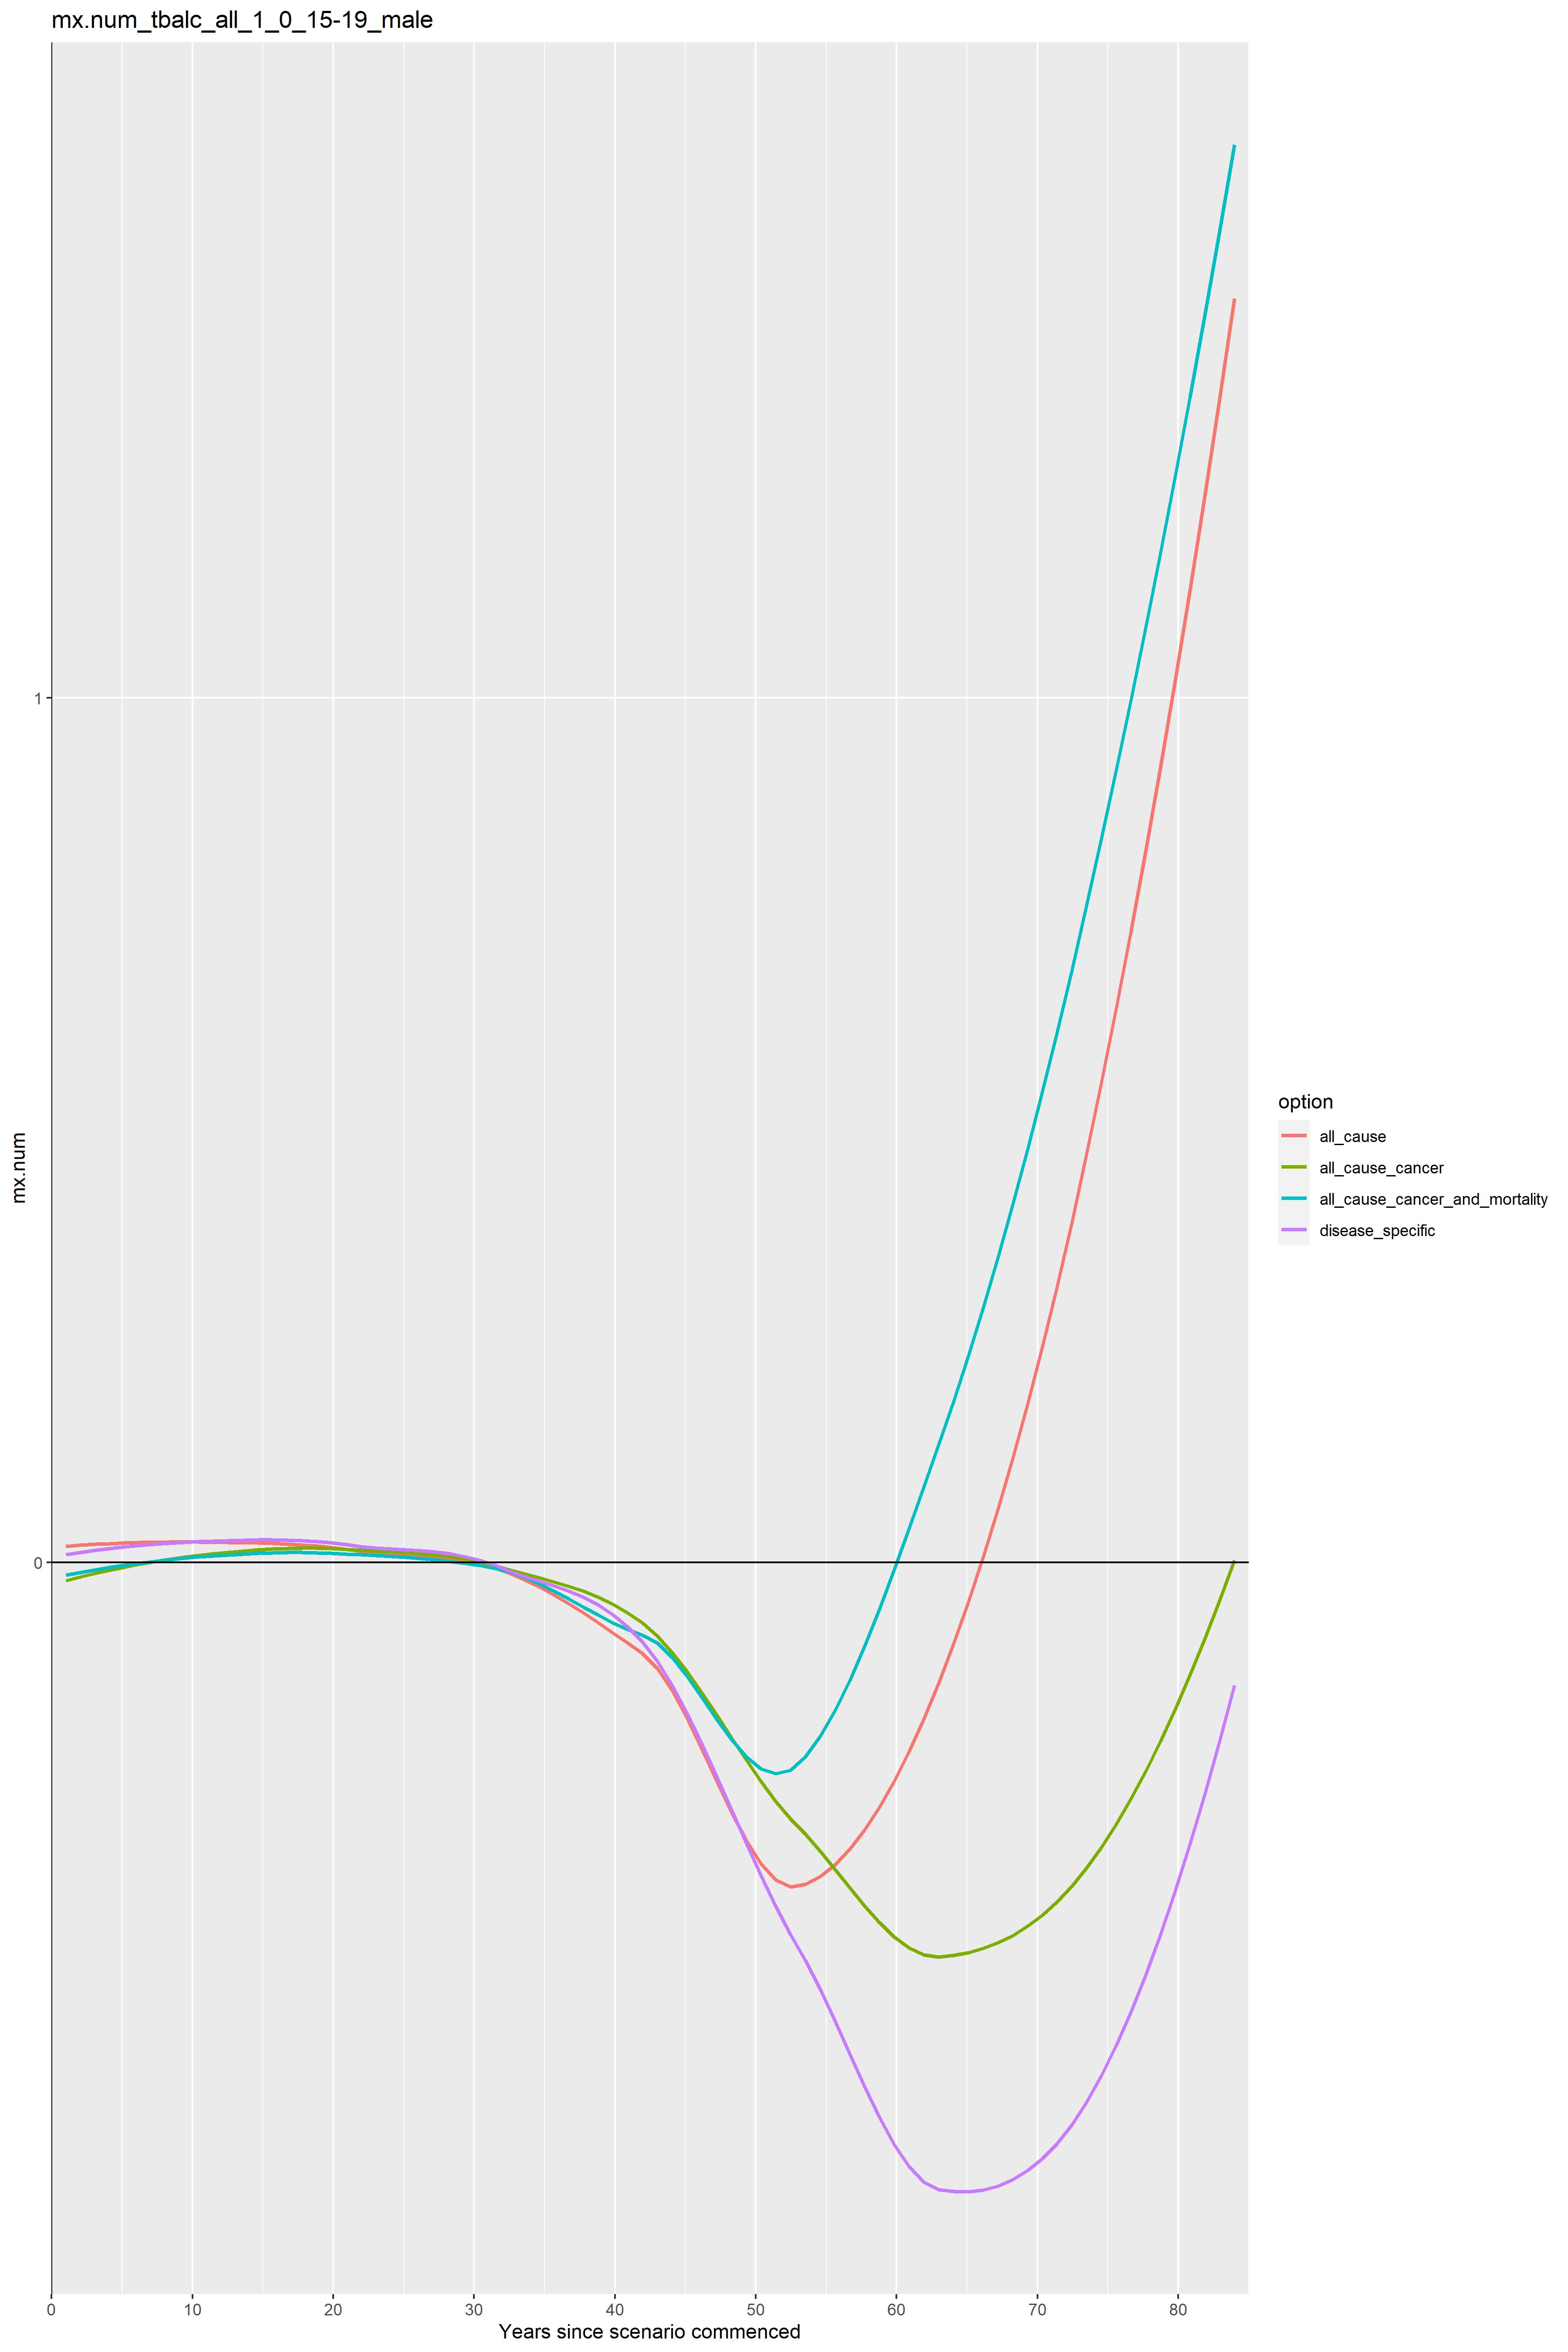 mx.num_tbalc_all_1_0_15-19_male
1
0
mx.num
0 10 20 30 40 50 60 70 80
Years since scenario commenced
option
all_cause
all_cause_cancer
all_cause_cancer_and_mortality
disease_specific